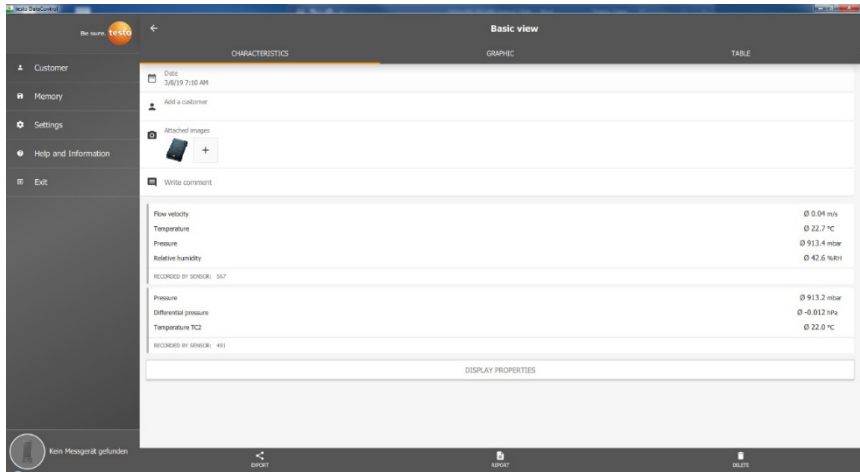 testo DataControl
Be sure. testo
Basic view
CHARACTERISTICS GRAPHIC TABLE
Customer
Memory
Settings
Help and Information
Exit
Date
3/8/19 7:10 AM
Add a customer
Attached images
+
Write comment
Flow velocity Ø 0.04 m/s
Temperature Ø 22.7 °C
Pressure Ø 913.4 mbar
Relative humidity Ø 42.6 %RH
RECORDED BY SENSOR: 567
Pressure Ø 913.2 mbar
Differential pressure Ø -0.012 hPa
Temperature TC2 Ø 22.0 °C
RECORDED BY SENSOR: 491
DISPLAY PROPERTIES
Kein Messgerät gefunden
EXPORT REPORT DELETE